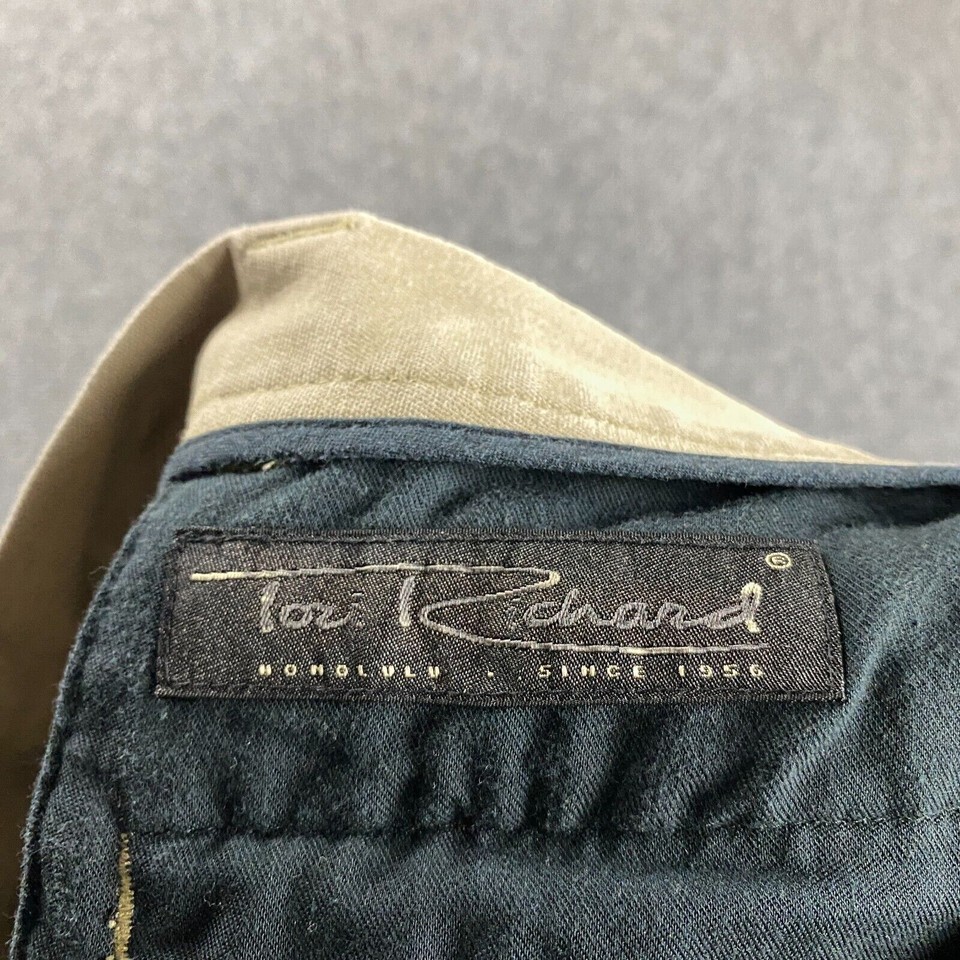 Tori Richard ®
HONOLULU . SINCE 1956